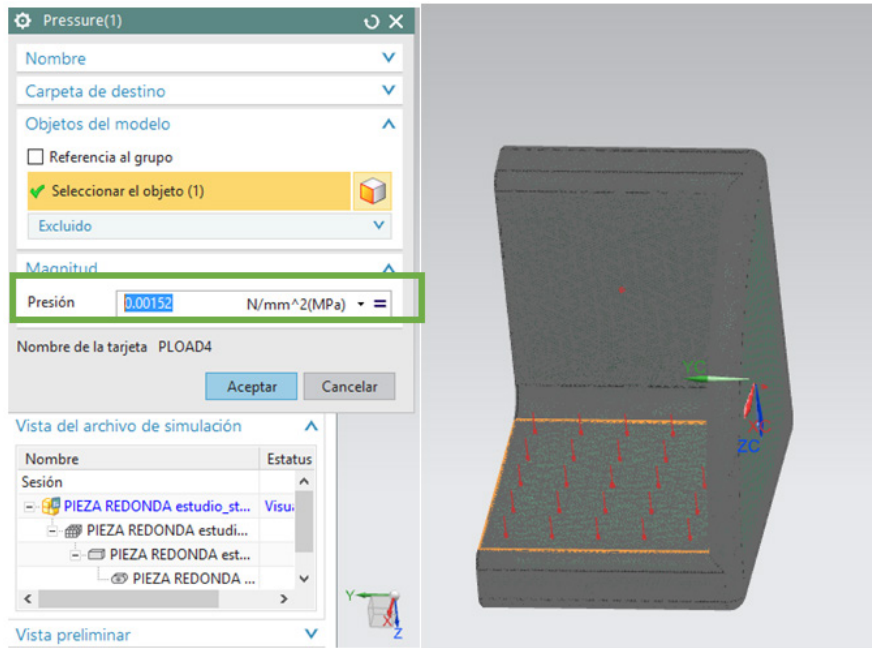 Pressure(1)
Nombre
Carpeta de destino
Objetos del modelo
Referencia al grupo
Seleccionar el objeto (1)
Excluido
Magnitud
Presión 0.00152 N/mm^2(MPa)
Nombre de la tarjeta PLOAD4
Aceptar Cancelar
Vista del archivo de simulación
Nombre Estatus
Sesión
PIEZA REDONDA estudio_st... Visu
PIEZA REDONDA estudi...
PIEZA REDONDA est...
PIEZA REDONDA ...
Vista preliminar
YC
XC
ZC
Y
X
Z